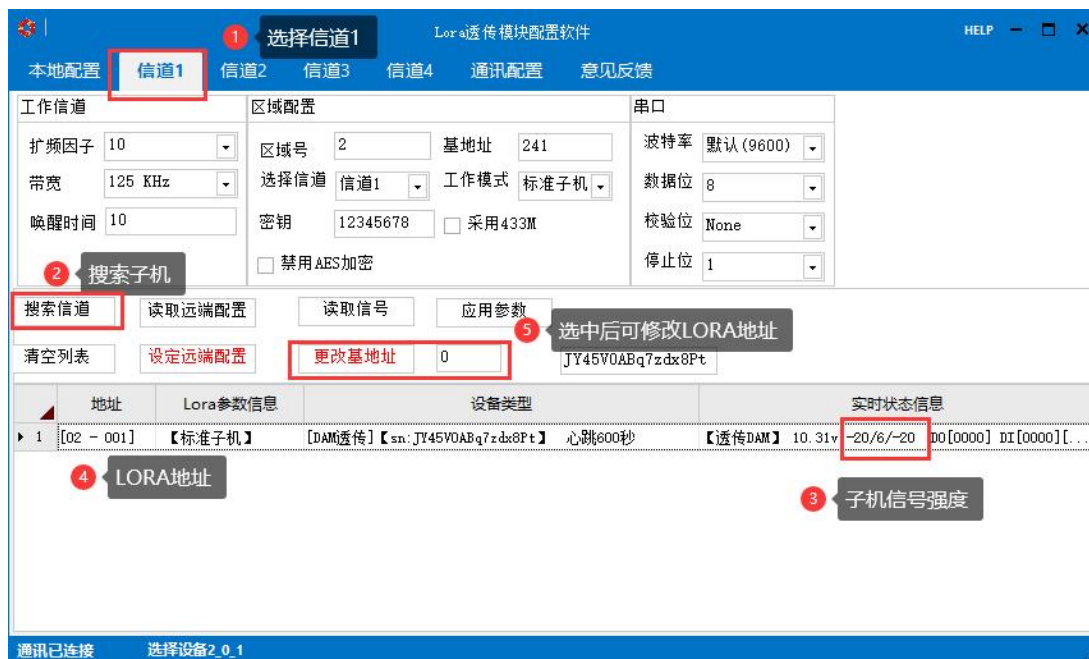 1 选择信道1
Lora透传模块配置软件
HELP
本地配置 信道1 信道2 信道3 信道4 通讯配置 意见反馈
工作信道 区域配置 串口
扩频因子 10 区域号 2 基地址 241 波特率 默认(9600)
带宽 125 KHz 选择信道 信道1 工作模式 标准子机 数据位 8
唤醒时间 10 密钥 12345678 采用433M 校验位 None
禁用AES加密 停止位 1
2 搜索子机
搜索信道 读取远端配置 读取信号 应用参数
5 选中后可修改LORA地址
清空列表 设定远端配置 更改基地址 0 JY45V0ABq7zdx8Pt
地址 Lora参数信息 设备类型 实时状态信息
1 [02 - 001] 【标准子机】 [DAM透传]【sn:JY45V0ABq7zdx8Pt】 心跳600秒 【透传DAM】 10.31v -20/6/-20 DO[0000] DI[0000][...
4 LORA地址
3 子机信号强度
通讯已连接 选择设备2_0_1